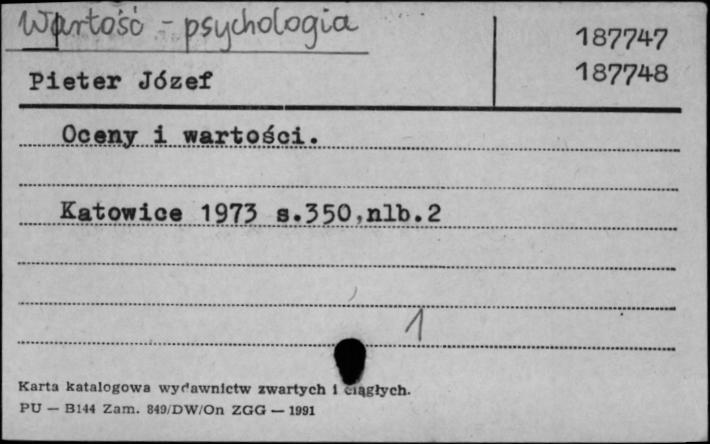 Wartość - psychologia
187747
Pieter Józef
187748
Oceny i wartości.
Katowice 1973 s.350,nlb.2
1
Karta katalogowa wydawnictw zwartych i ciągłych.
PU — B144 Zam. 849/DW/On ZGG — 1991